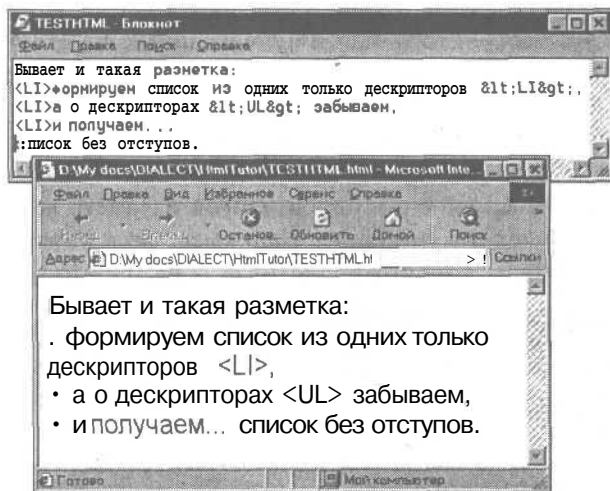 TESTHTML - Блокнот
Файл Правка Поиск Справка
Бывает и такая разметка:
<LI>формируем список из одних только дескрипторов &lt;LI&gt;,
<LI>а о дескрипторах &lt;UL&gt; забываем,
<LI>и получаем...
:писок без отступов.
D:\My docs\DIALECT\HtmlTutor\TESTHTML.html - Microsoft Inte...
Файл Правка Вид Избранное Сервис Справка
Останов... Обновить Домой Поиск
Адрес D:\My docs\DIALECT\HtmlTutor\TESTHTML.ht > ! Ссылки
Бывает и такая разметка:
. формируем список из одних только
дескрипторов <LI>,
• а о дескрипторах <UL> забываем,
• и получаем... список без отступов.
Готово Мой компьютер